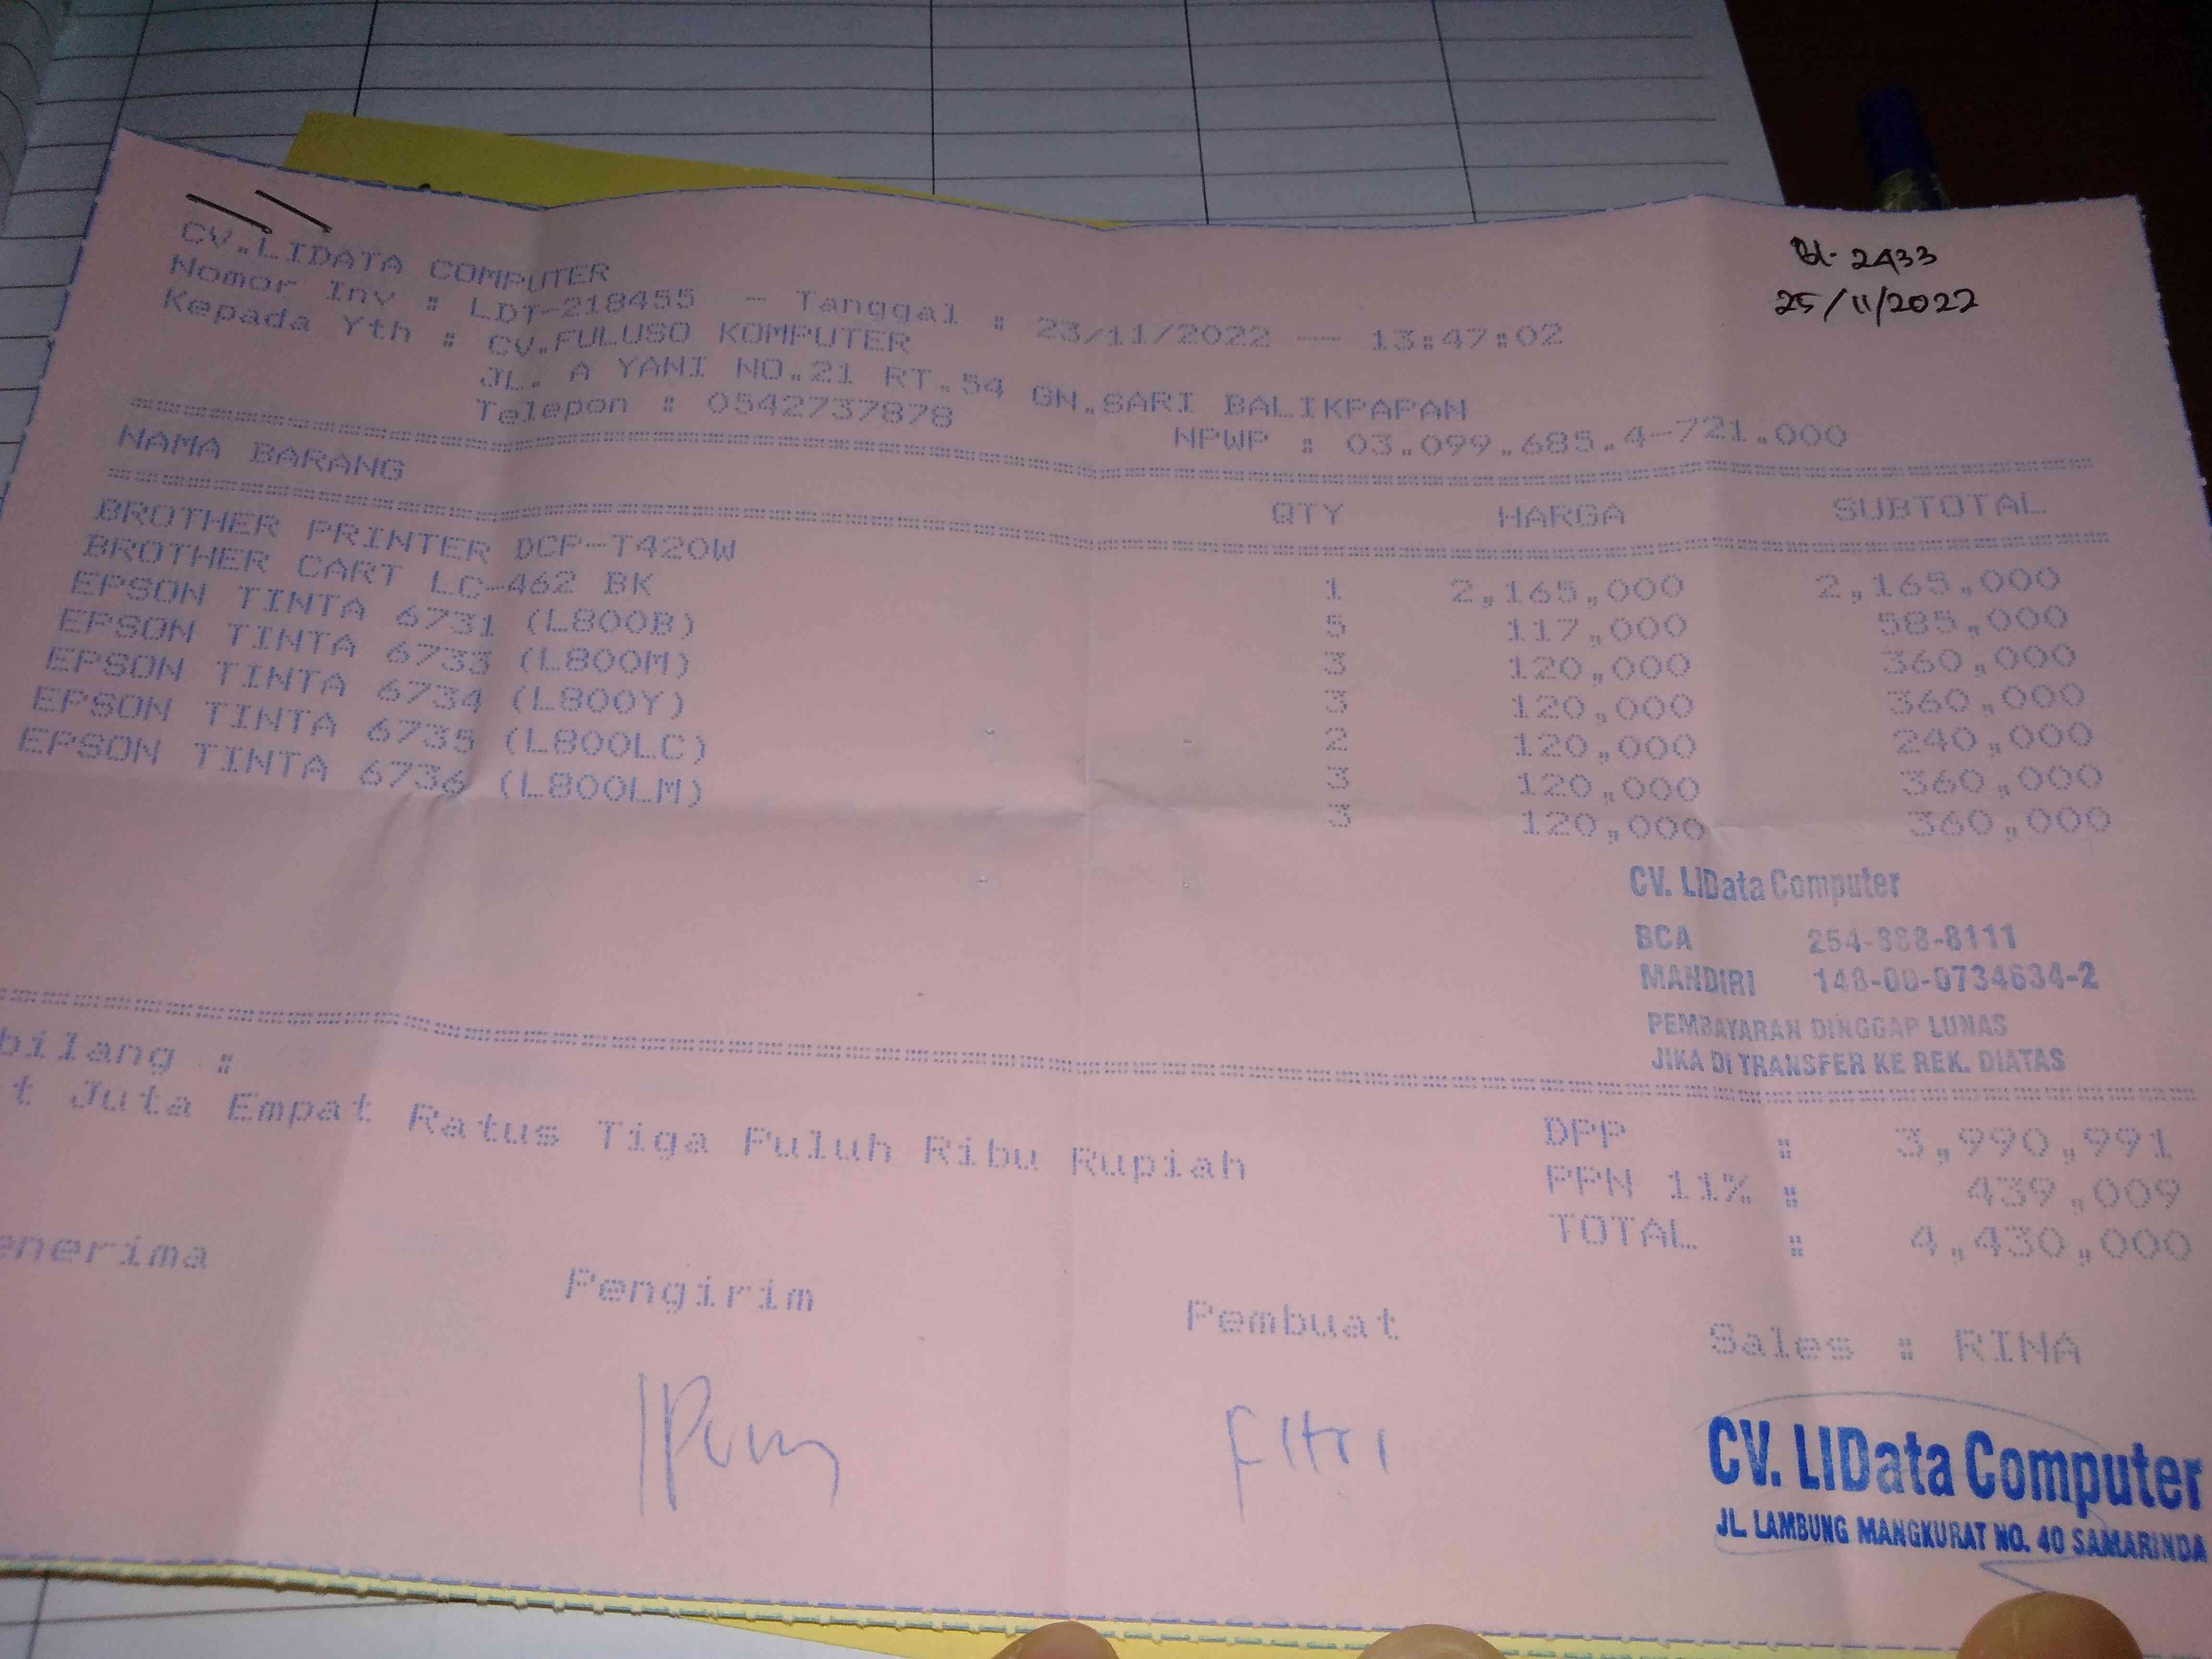 CV.LIDATA COMPUTER
Nomor Inv : LDT-218455 - Tanggal : 23/11/2022 -- 13:47:02
Kepada Yth : CV.FULUSO KOMPUTER
JL. A YANI NO.21 RT.54 GN.SARI BALIKPAPAN
Telepon : 0542737878 NPWP : 03.099.685.4-721.000
2433
25/11/2022
NAMA BARANG QTY HARGA SUBTOTAL
BROTHER PRINTER DCP-T420W 1 2,165,000 2,165,000
BROTHER CART LC-462 BK 5 117,000 585,000
EPSON TINTA 6731 (L800B) 3 120,000 360,000
EPSON TINTA 6733 (L800M) 3 120,000 360,000
EPSON TINTA 6734 (L800Y) 2 120,000 240,000
EPSON TINTA 6735 (L800LC) 3 120,000 360,000
EPSON TINTA 6736 (L800LM) 3 120,000 360,000
CV. LIData Computer
BCA 254-888-8111
MANDIRI 148-00-0734634-2
PEMBAYARAN DINGGAP LUNAS
JIKA DI TRANSFER KE REK. DIATAS
bilang :
t Juta Empat Ratus Tiga Puluh Ribu Rupiah
DPP : 3,990,991
PPN 11% : 439,009
TOTAL : 4,430,000
enerima Pengirim Pembuat Sales : RINA
Fitri
CV. LIData Computer
JL. LAMBUNG MANGKURAT NO. 40 SAMARINDA